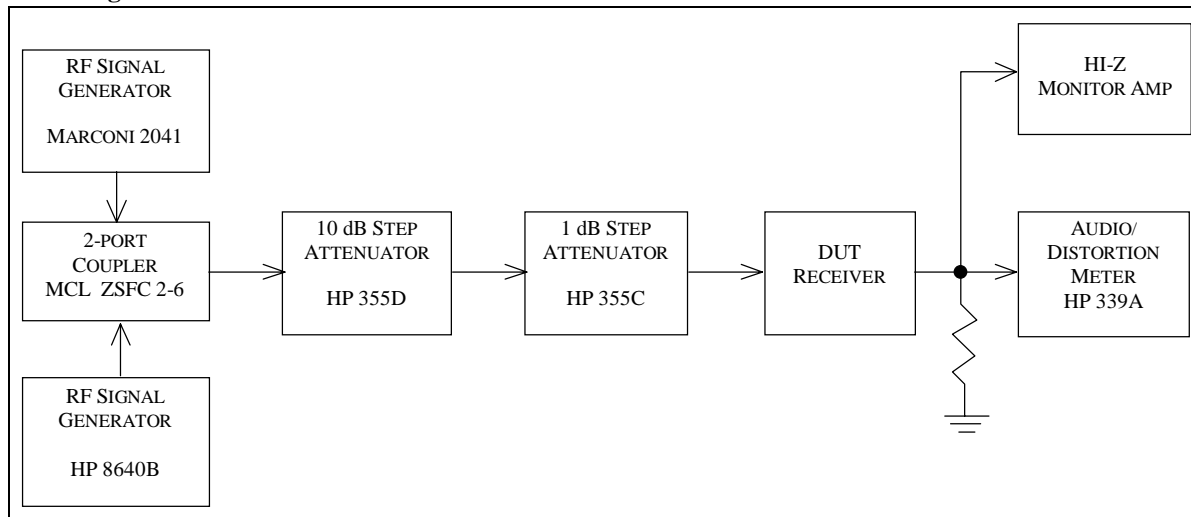 RF SIGNAL
GENERATOR
MARCONI 2041
HI-Z
MONITOR AMP
2-PORT
COUPLER
MCL ZSFC 2-6
10 dB STEP
ATTENUATOR
HP 355D
1 dB STEP
ATTENUATOR
HP 355C
DUT
RECEIVER
AUDIO/
DISTORTION
METER
HP 339A
RF SIGNAL
GENERATOR
HP 8640B